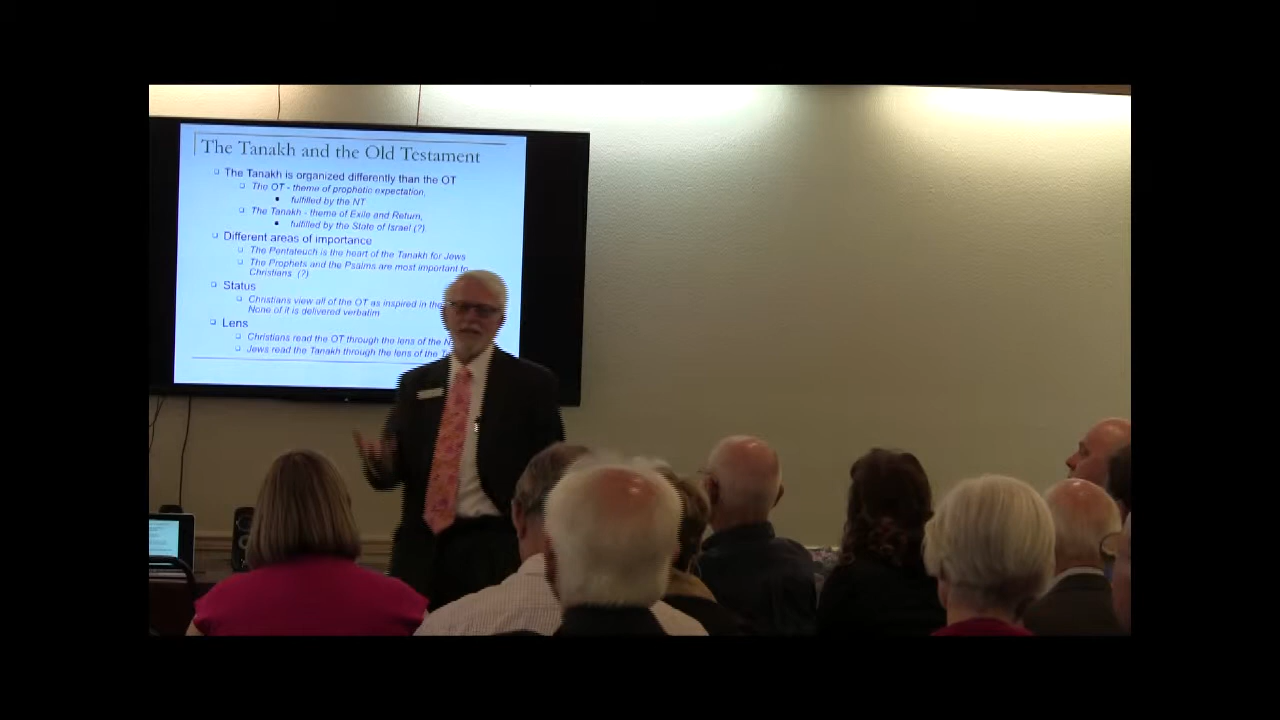 The Tanakh and the Old Testament
The Tanakh is organized differently than the OT
The OT - theme of prophetic expectation,
fulfilled by the NT
The Tanakh - theme of Exile and Return,
fulfilled by the State of Israel (?)
Different areas of importance
The Pentateuch is the heart of the Tanakh for Jews
The Prophets and the Psalms are most important to
Christians (?)
Status
Christians view all of the OT as inspired in the
None of it is delivered verbatim
Lens
Christians read the OT through the lens of the
Jews read the Tanakh through the lens of the